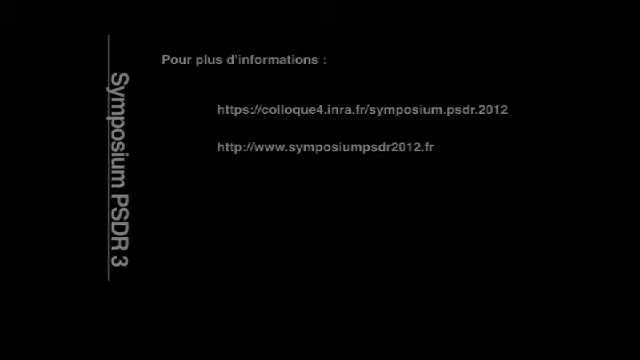 Symposium PSDR 3
Pour plus d'informations :
https://colloque4.inra.fr/symposium.psdr.2012
http://www.symposiumpsdr2012.fr